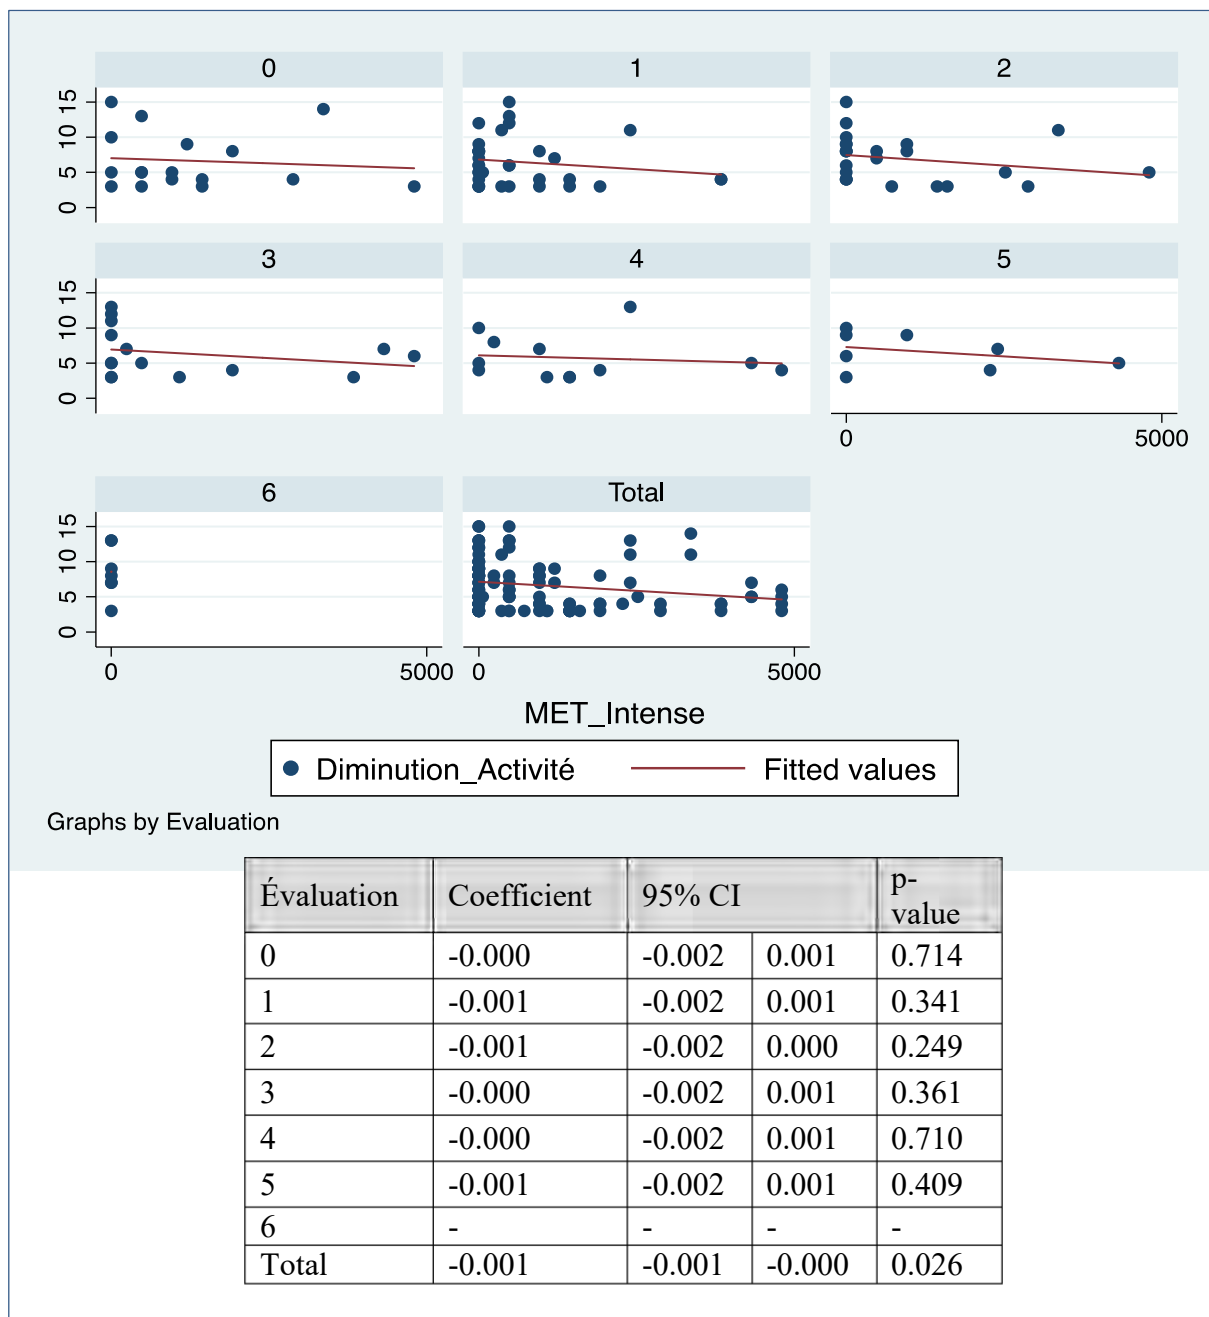 0 1 2
15
10
5
0
3 4 5
15
10
5
0
0 5000
6 Total
15
10
5
0
0 5000 0 5000
MET_Intense
Diminution_Activité Fitted values
Graphs by Evaluation
Évaluation Coefficient 95% CI p-
value
0 -0.000 -0.002 0.001 0.714
1 -0.001 -0.002 0.001 0.341
2 -0.001 -0.002 0.000 0.249
3 -0.000 -0.002 0.001 0.361
4 -0.000 -0.002 0.001 0.710
5 -0.001 -0.002 0.001 0.409
6 - - - -
Total -0.001 -0.001 -0.000 0.026